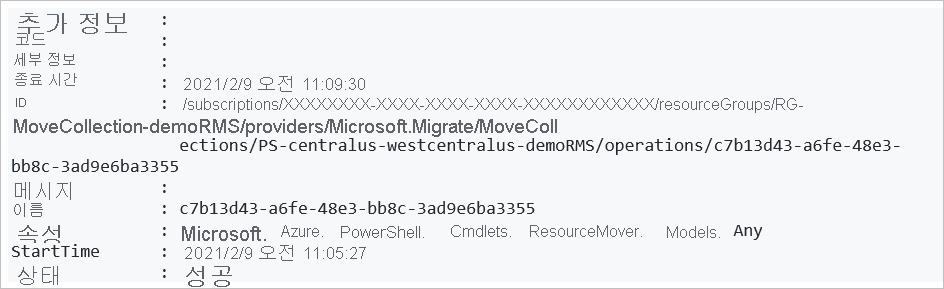 추가 정보 :
코드 :
세부 정보 :
종료 시간 : 2021/2/9 오전 11:09:30
ID : /subscriptions/XXXXXXXX-XXXX-XXXX-XXXX-XXXXXXXXXXXX/resourceGroups/RG-
MoveCollection-demoRMS/providers/Microsoft.Migrate/MoveColl
ections/PS-centralus-westcentralus-demoRMS/operations/c7b13d43-a6fe-48e3-
bb8c-3ad9e6ba3355
메시지 :
이름 : c7b13d43-a6fe-48e3-bb8c-3ad9e6ba3355
속성 : Microsoft. Azure. PowerShell. Cmdlets. ResourceMover. Models. Any
StartTime : 2021/2/9 오전 11:05:27
상태 : 성공